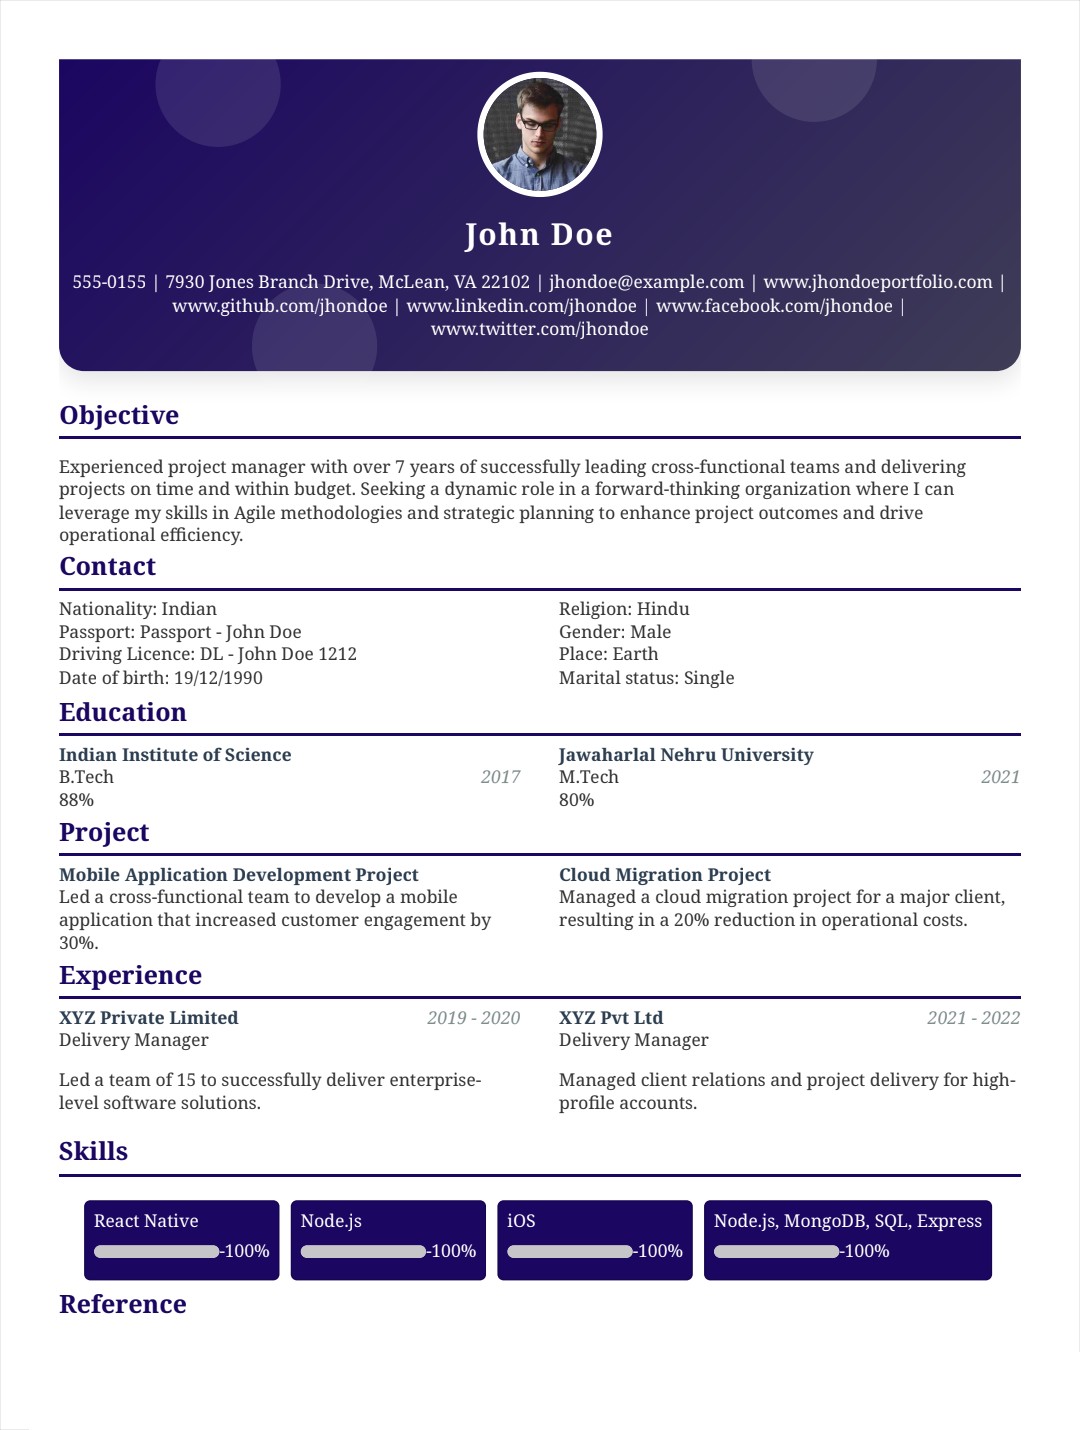 John Doe
555-0155 | 7930 Jones Branch Drive, McLean, VA 22102 | jhondoe@example.com | www.jhondoeportfolio.com |
www.github.com/jhondoe | www.linkedin.com/jhondoe | www.facebook.com/jhondoe |
www.twitter.com/jhondoe
Objective
Experienced project manager with over 7 years of successfully leading cross-functional teams and delivering
projects on time and within budget. Seeking a dynamic role in a forward-thinking organization where I can
leverage my skills in Agile methodologies and strategic planning to enhance project outcomes and drive
operational efficiency.
Contact
Nationality: Indian
Passport: Passport - John Doe
Driving Licence: DL - John Doe 1212
Date of birth: 19/12/1990
Religion: Hindu
Gender: Male
Place: Earth
Marital status: Single
Education
Indian Institute of Science
B.Tech 2017
88%
Jawaharlal Nehru University
M.Tech 2021
80%
Project
Mobile Application Development Project
Led a cross-functional team to develop a mobile
application that increased customer engagement by
30%.
Cloud Migration Project
Managed a cloud migration project for a major client,
resulting in a 20% reduction in operational costs.
Experience
XYZ Private Limited 2019 - 2020
Delivery Manager
Led a team of 15 to successfully deliver enterprise-
level software solutions.
XYZ Pvt Ltd 2021 - 2022
Delivery Manager
Managed client relations and project delivery for high-
profile accounts.
Skills
React Native
-100%
Node.js
-100%
iOS
-100%
Node.js, MongoDB, SQL, Express
-100%
Reference